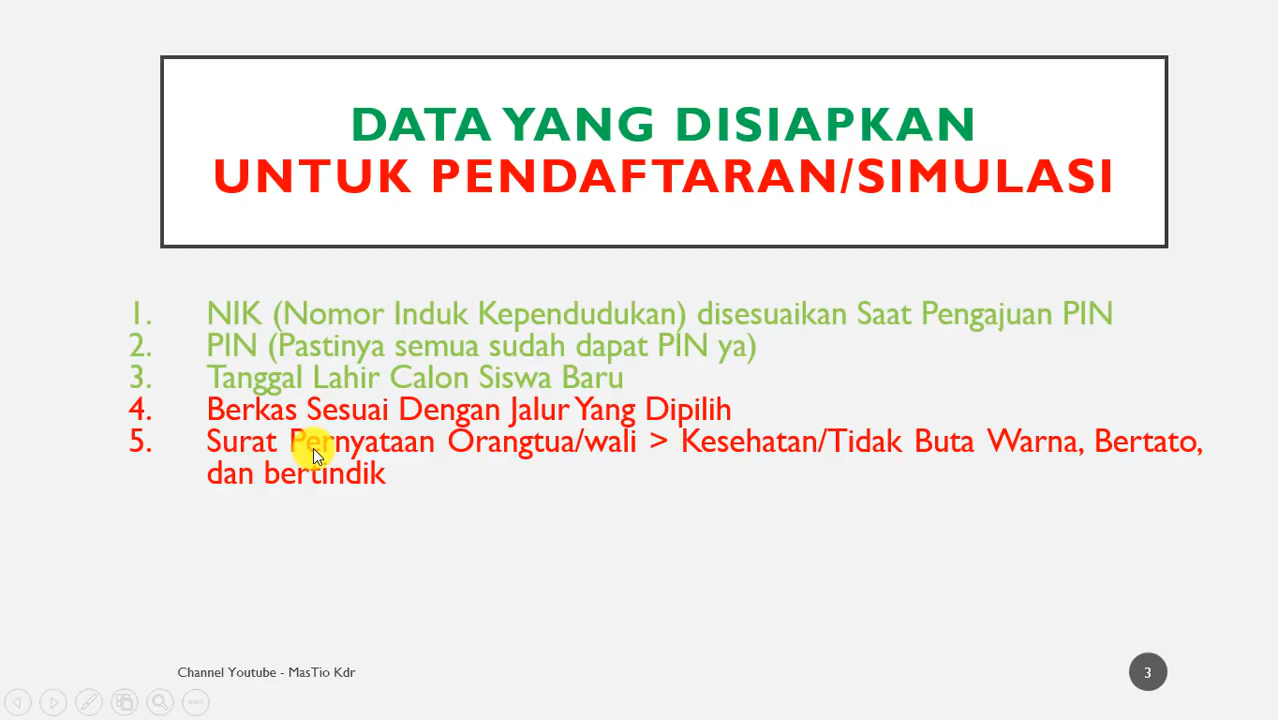 DATA YANG DISIAPKAN
UNTUK PENDAFTARAN/SIMULASI
1. NIK (Nomor Induk Kependudukan) disesuaikan Saat Pengajuan PIN
2. PIN (Pastinya semua sudah dapat PIN ya)
3. Tanggal Lahir Calon Siswa Baru
4. Berkas Sesuai Dengan Jalur Yang Dipilih
5. Surat Pernyataan Orangtua/wali > Kesehatan/Tidak Buta Warna, Bertato,
dan bertindik
Channel Youtube - MasTio Kdr
3